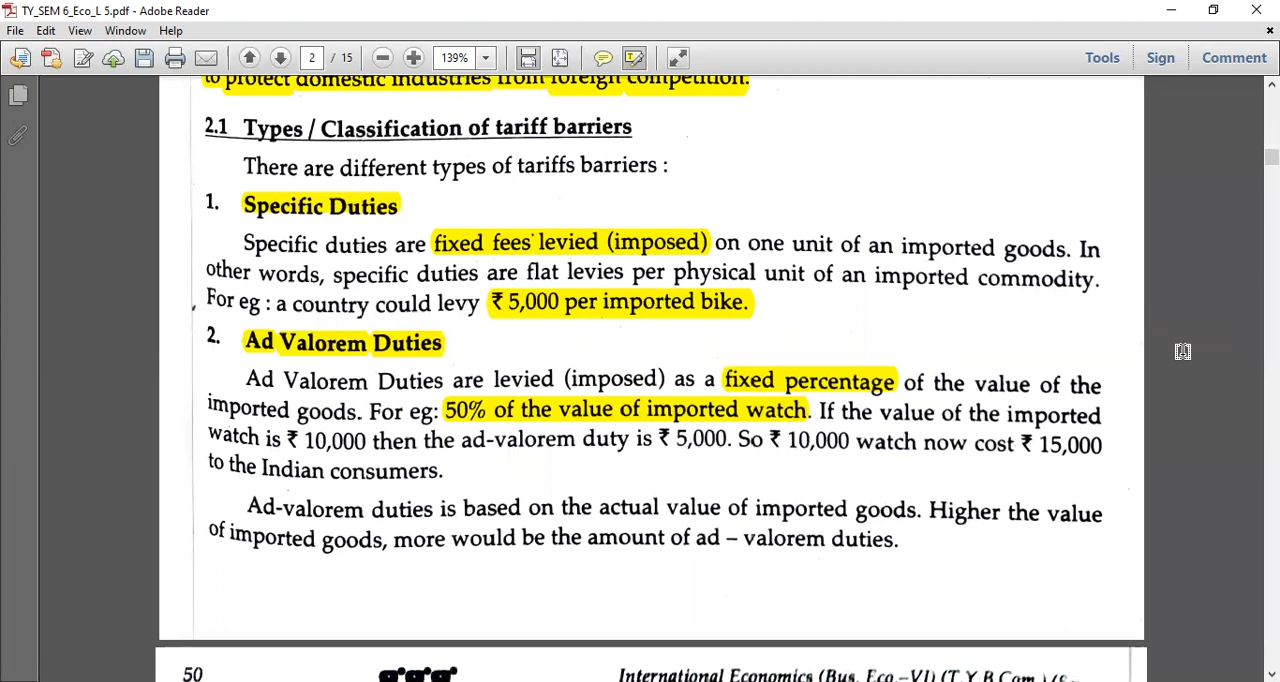 TY_SEM 6_Eco_L 5.pdf - Adobe Reader
File Edit View Window Help
2 / 15 139% Tools Sign Comment
to protect domestic industries from foreign competition.
2.1 Types / Classification of tariff barriers
There are different types of tariffs barriers :
1. Specific Duties
Specific duties are fixed fees levied (imposed) on one unit of an imported goods. In
other words, specific duties are flat levies per physical unit of an imported commodity.
For eg : a country could levy ₹ 5,000 per imported bike.
2. Ad Valorem Duties
Ad Valorem Duties are levied (imposed) as a fixed percentage of the value of the
imported goods. For eg: 50% of the value of imported watch. If the value of the imported
watch is ₹ 10,000 then the ad-valorem duty is ₹ 5,000. So ₹ 10,000 watch now cost ₹ 15,000
to the Indian consumers.
Ad-valorem duties is based on the actual value of imported goods. Higher the value
of imported goods, more would be the amount of ad – valorem duties.
50 International Economics (Bus. Eco.-VI) (T.Y.B.Com.)